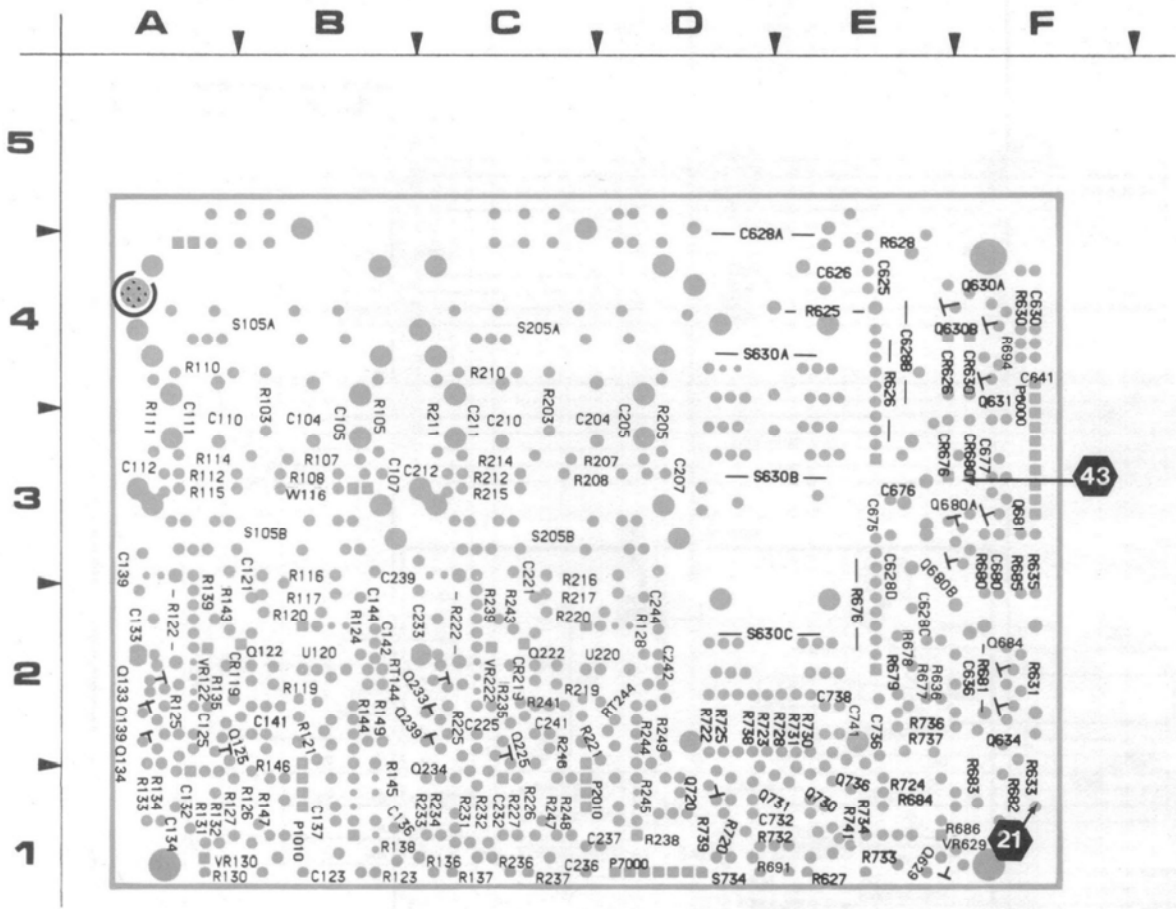 A B C D E F
5
C628A R628
C626 C625 Q630A
4
S105A S205A R625 Q630B R630 C630
S630A C628B R694
R110 R210 R626 CR626 CR630 C641
Q631 P6000
R111 C111 C110 R103 C104 C105 R105 R211 C211 C210 R203 C204 C205 R205
R114 R107 R214 R207 CR676 CR680 C677
C112 R112 R108 C107 C212 R212 R208 C207 S630B 43
3
R115 W116 R215 C676 Q680A
S105B S205B C675 Q681
C139 C121 R116 C239 C221 R216 C628D Q680B R680 C680 R685 R635
R139 R143 R117 R217
C133 R122 R120 R124 C144 C142 C233 R222 R239 R243 R220 R128 C244 R676 C628C
S630C
2
Q122 U120 Q222 U220 C242 R678 Q684
Q133 VR122 R135 CR119 R119 RT144 Q233 VR222 R235 CR219 R219 RT244 R679 R677 R636 C636 R681 R631
R241 C738
Q139 R125 C125 C141 R121 R144 R149 Q239 R225 C225 C241 R221 R244 R249 R722 R725 R738 R723 R728 R731 R730 C741 C736 R736
Q125 Q225 R246 R737 Q634
Q134 R146 Q234
R133 R134 C132 R131 R132 R127 R126 R147 P1010 C137 R145 C136 R233 R234 R231 R232 C232 R227 R226 R247 R248 P2010 R245 Q720 Q731 Q730 Q736 R724 R683 R682 R633
R684
C134 C732
R138 C237 R238 R739 R720 R732 R741 R734 R686 21
1
VR130 R136 R236 C236 P7000 R733 VR629
R130 C123 R123 R137 R237 S734 R691 R627 Q629